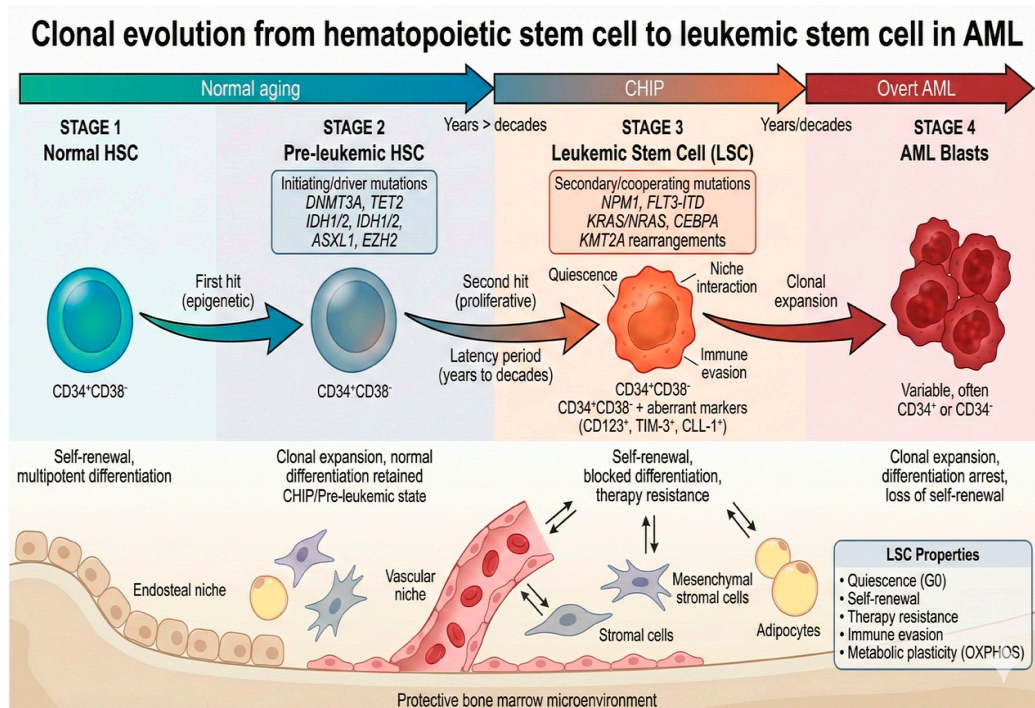 Clonal evolution from hematopoietic stem cell to leukemic stem cell in AML
Normal aging
CHIP
Overt AML
STAGE 1
Normal HSC
STAGE 2
Pre-leukemic HSC
Years > decades
STAGE 3
Leukemic Stem Cell (LSC)
Years/decades
STAGE 4
AML Blasts
Initiating/driver mutations
DNMT3A, TET2
IDH1/2, IDH1/2,
ASXL1, EZH2
Secondary/cooperating mutations
NPM1, FLT3-ITD
KRAS/NRAS, CEBPA
KMT2A rearrangements
First hit
(epigenetic)
Second hit
(proliferative)
Latency period
(years to decades)
Quiescence
Niche
interaction
Immune
evasion
Clonal
expansion
CD34⁺CD38⁻
CD34⁺CD38⁻
CD34⁺CD38⁻
CD34⁺CD38⁻ + aberrant markers
(CD123⁺, TIM-3⁺, CLL-1⁺)
Variable, often
CD34⁺ or CD34⁻
Self-renewal,
multipotent differentiation
Clonal expansion, normal
differentiation retained
CHIP/Pre-leukemic state
Self-renewal,
blocked differentiation,
therapy resistance
Clonal expansion,
differentiation arrest,
loss of self-renewal
Endosteal niche
Vascular
niche
Stromal cells
Mesenchymal
stromal cells
Adipocytes
LSC Properties
• Quiescence (G0)
• Self-renewal
• Therapy resistance
• Immune evasion
• Metabolic plasticity (OXPHOS)
Protective bone marrow microenvironment